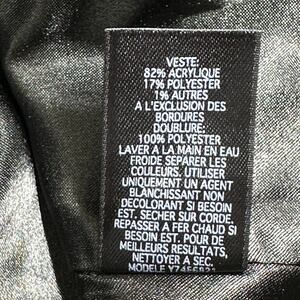 VESTE:
82% ACRYLIQUE
17% POLYESTER
1% AUTRES
A L'EXCLUSION DES
BORDURES
DOUBLURE:
100% POLYESTER
LAVER A LA MAIN EN EAU
FROIDE SEPARER LES
COULEURS. UTILISER
UNIQUEMENT UN AGENT
BLANCHISSANT NON
DECOLORANT SI BESOIN
EST. SECHER SUR CORDE.
REPASSER A FER CHAUD SI
BESOIN EST. POUR DE
MEILLEURS RESULTATS,
NETTOYER A SEC.
MODELE